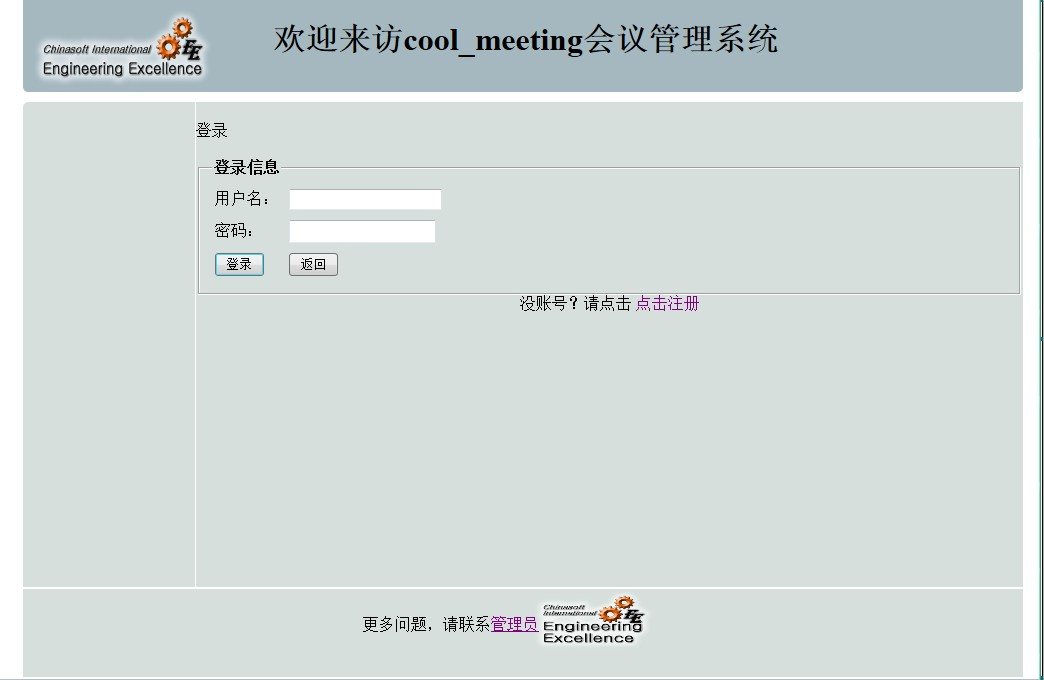 Chinasoft International
Engineering Excellence
欢迎来访cool_meeting会议管理系统
登录
登录信息
用户名：
密码：
登录 返回
没账号？请点击 点击注册
更多问题，请联系管理员
Chinasoft
International
Engineering
Excellence